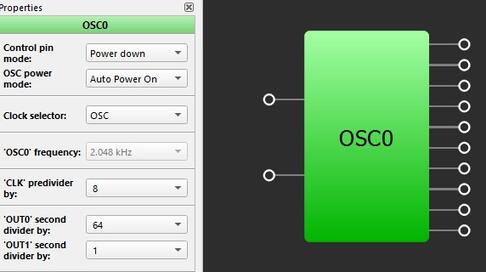 Properties
OSC0
Control pin
mode:
Power down
OSC power
mode:
Auto Power On
Clock selector:
OSC
'OSC0' frequency:
2.048 kHz
'CLK' predivider
by:
8
'OUT0' second
divider by:
64
'OUT1' second
divider by:
1
OSC0